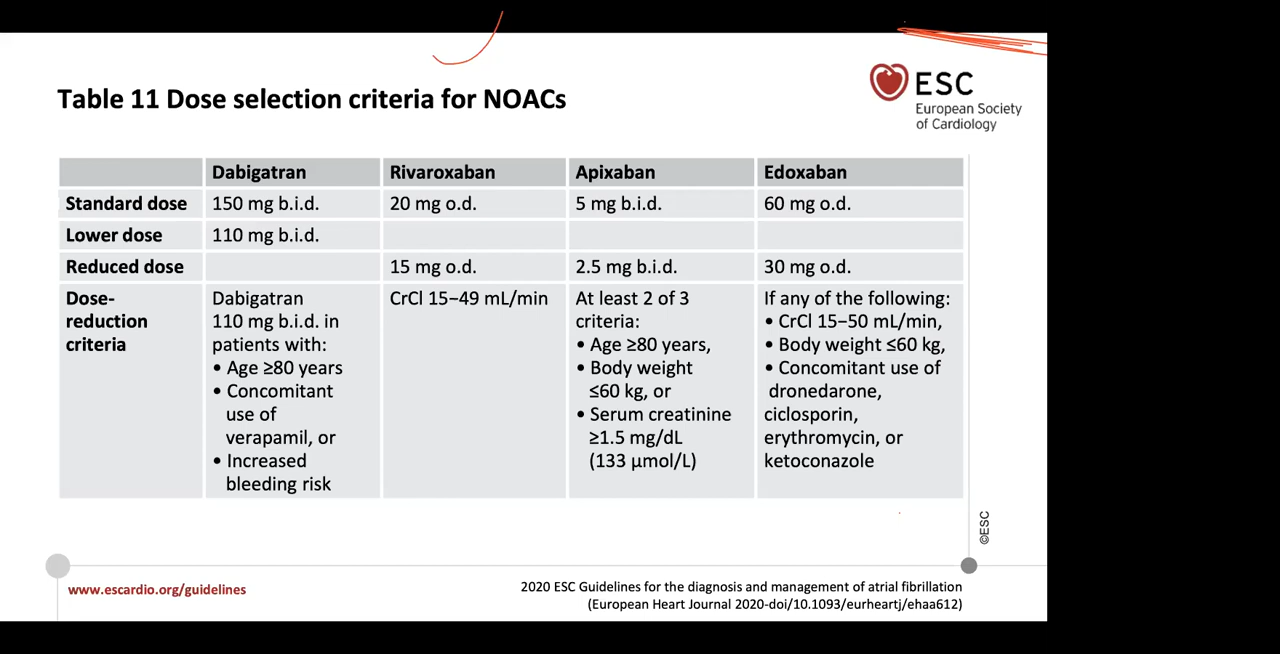 ESC
European Society
of Cardiology
Table 11 Dose selection criteria for NOACs
Dabigatran Rivaroxaban Apixaban Edoxaban
Standard dose 150 mg b.i.d. 20 mg o.d. 5 mg b.i.d. 60 mg o.d.
Lower dose 110 mg b.i.d.
Reduced dose 15 mg o.d. 2.5 mg b.i.d. 30 mg o.d.
Dose-
reduction
criteria
Dabigatran
110 mg b.i.d. in
patients with:
• Age ≥80 years
• Concomitant
use of
verapamil, or
• Increased
bleeding risk
CrCl 15–49 mL/min
At least 2 of 3
criteria:
• Age ≥80 years,
• Body weight
≤60 kg, or
• Serum creatinine
≥1.5 mg/dL
(133 µmol/L)
If any of the following:
• CrCl 15–50 mL/min,
• Body weight ≤60 kg,
• Concomitant use of
dronedarone,
ciclosporin,
erythromycin, or
ketoconazole
©ESC
www.escardio.org/guidelines
2020 ESC Guidelines for the diagnosis and management of atrial fibrillation
(European Heart Journal 2020-doi/10.1093/eurheartj/ehaa612)